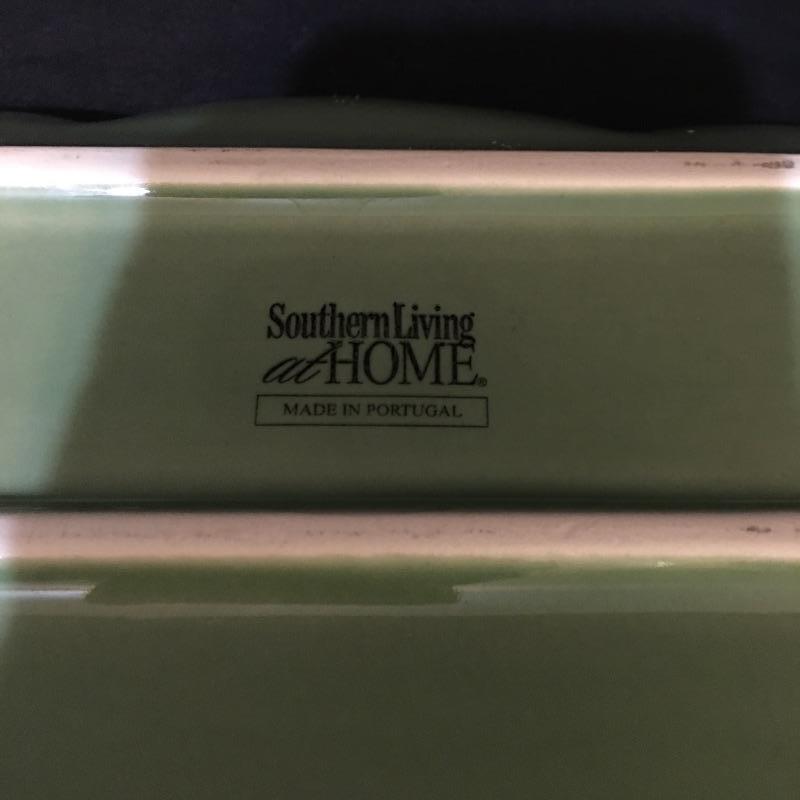 Southern Living
at HOME®
MADE IN PORTUGAL